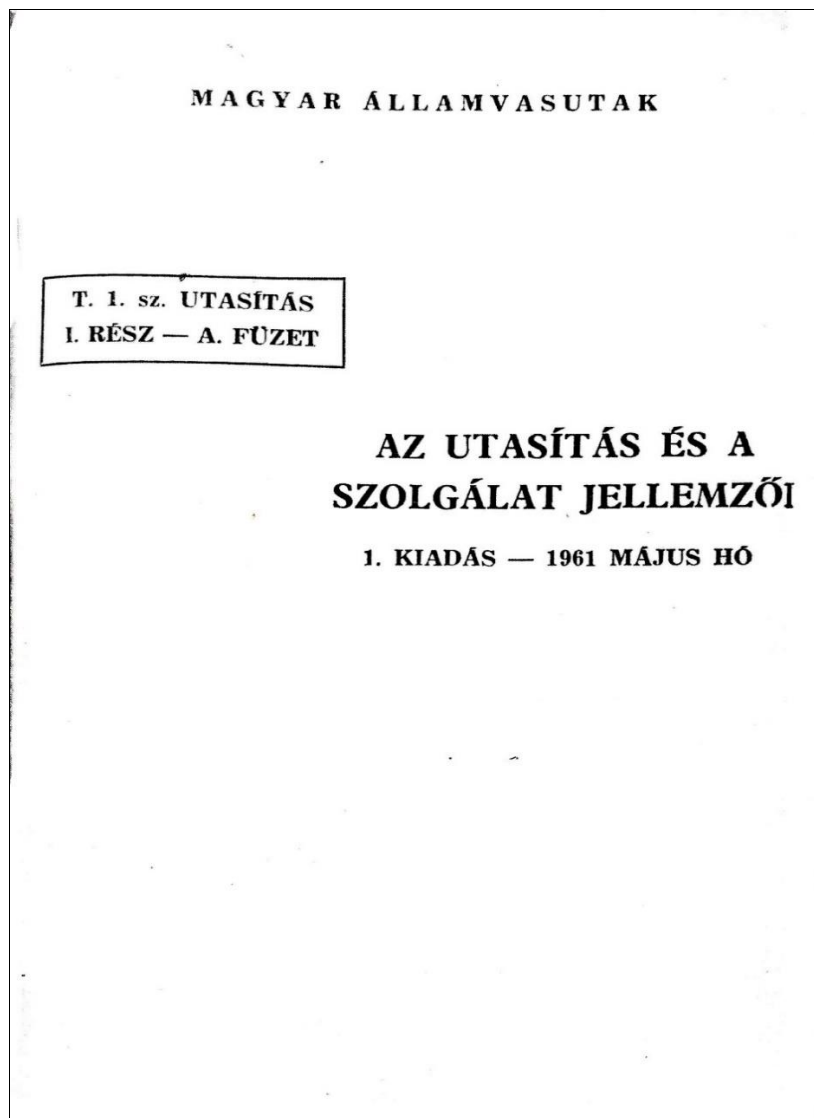 MAGYAR ÁLLAMVASUTAK
T. 1. sz. UTASÍTÁS
I. RÉSZ — A. FÜZET
AZ UTASÍTÁS ÉS A
SZOLGÁLAT JELLEMZŐI
1. KIADÁS — 1961 MÁJUS HÓ